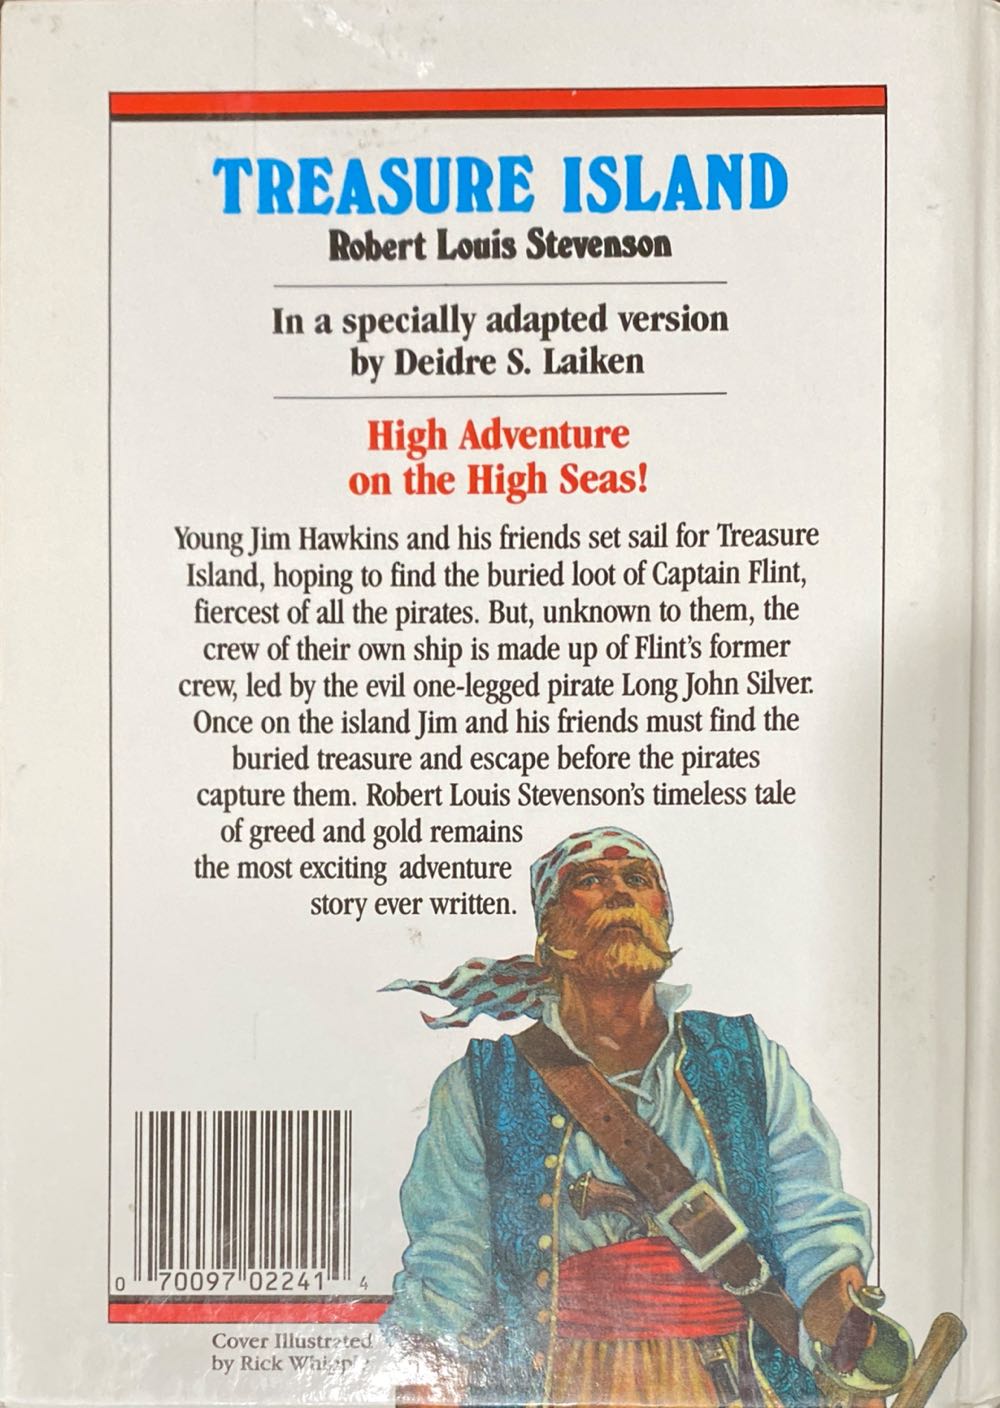 TREASURE ISLAND
Robert Louis Stevenson
In a specially adapted version
by Deidre S. Laiken
High Adventure
on the High Seas!
Young Jim Hawkins and his friends set sail for Treasure
Island, hoping to find the buried loot of Captain Flint,
fiercest of all the pirates. But, unknown to them, the
crew of their own ship is made up of Flint's former
crew, led by the evil one-legged pirate Long John Silver.
Once on the island Jim and his friends must find the
buried treasure and escape before the pirates
capture them. Robert Louis Stevenson's timeless tale
of greed and gold remains
the most exciting adventure
story ever written.
0 70097 02241 4
Cover Illustrated
by Rick